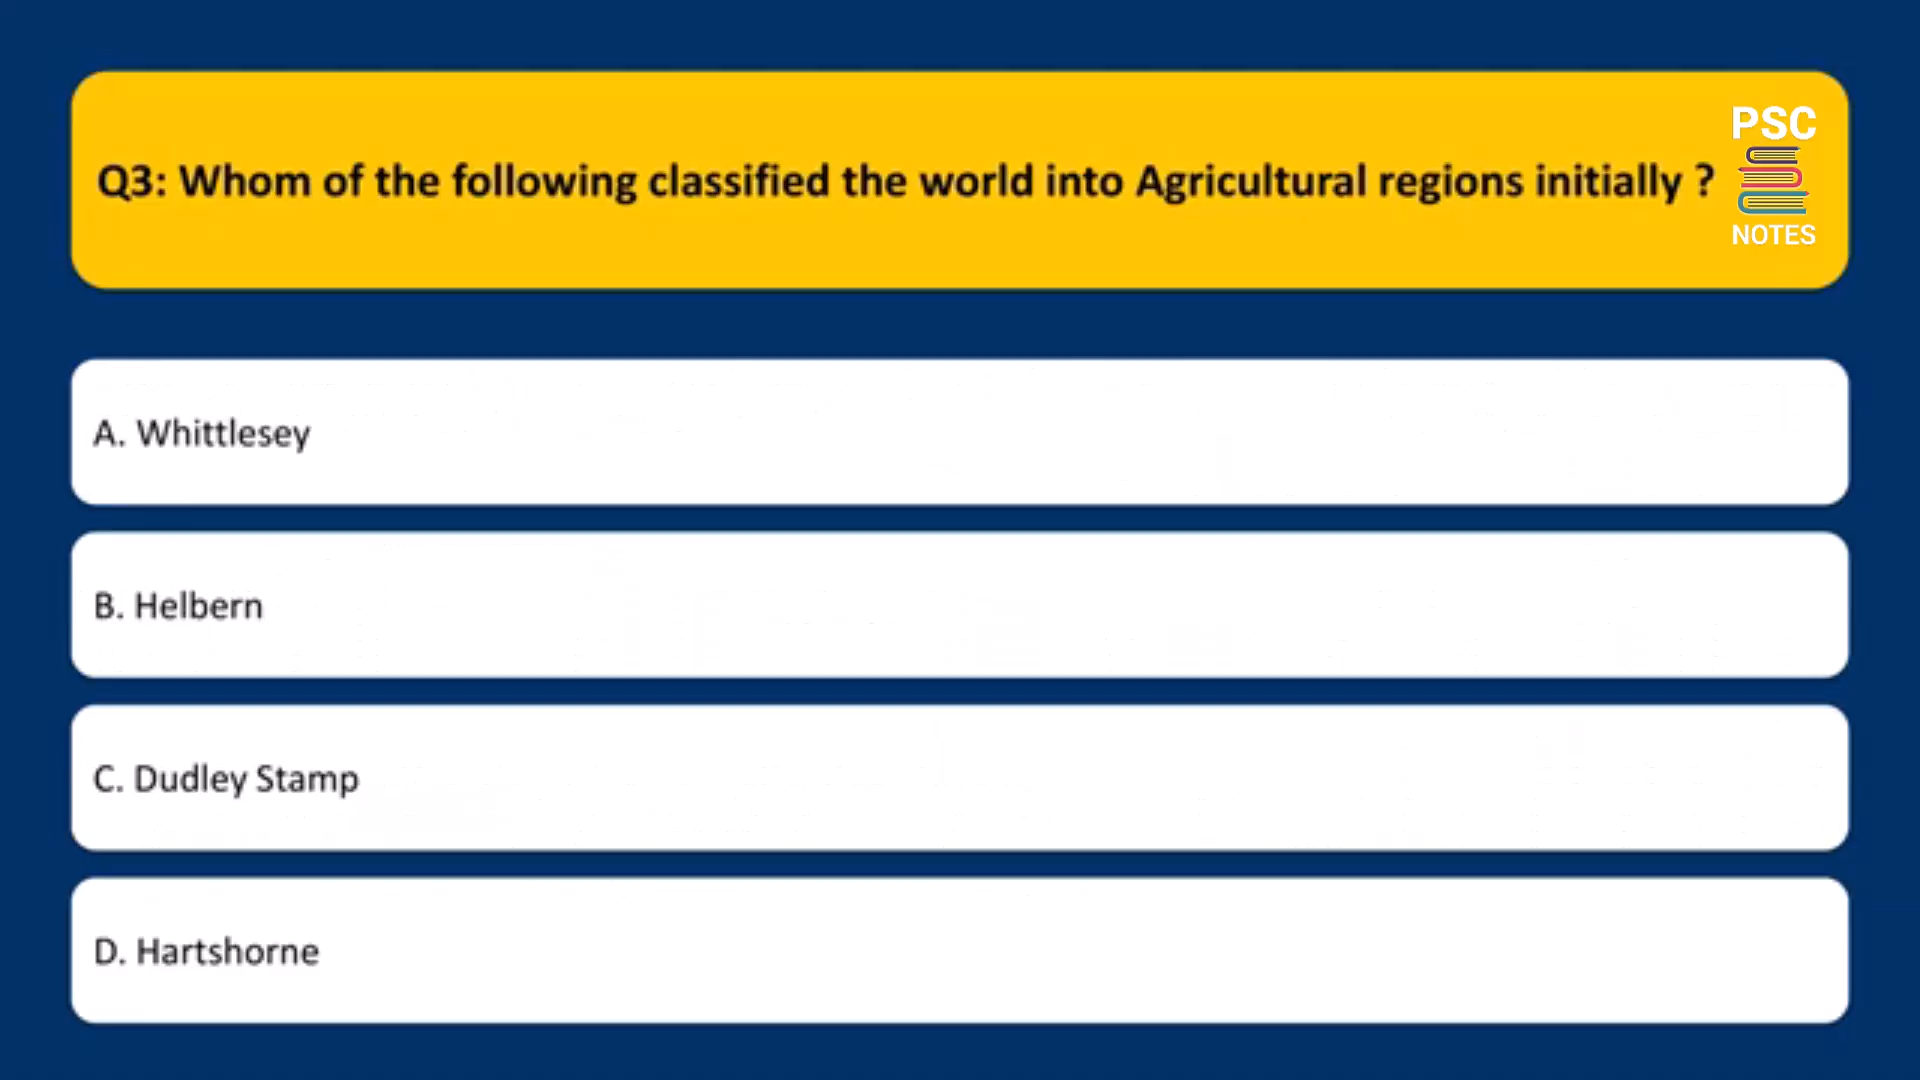 Q3: Whom of the following classified the world into Agricultural regions initially ?
PSC
NOTES
A. Whittlesey
B. Helbern
C. Dudley Stamp
D. Hartshorne